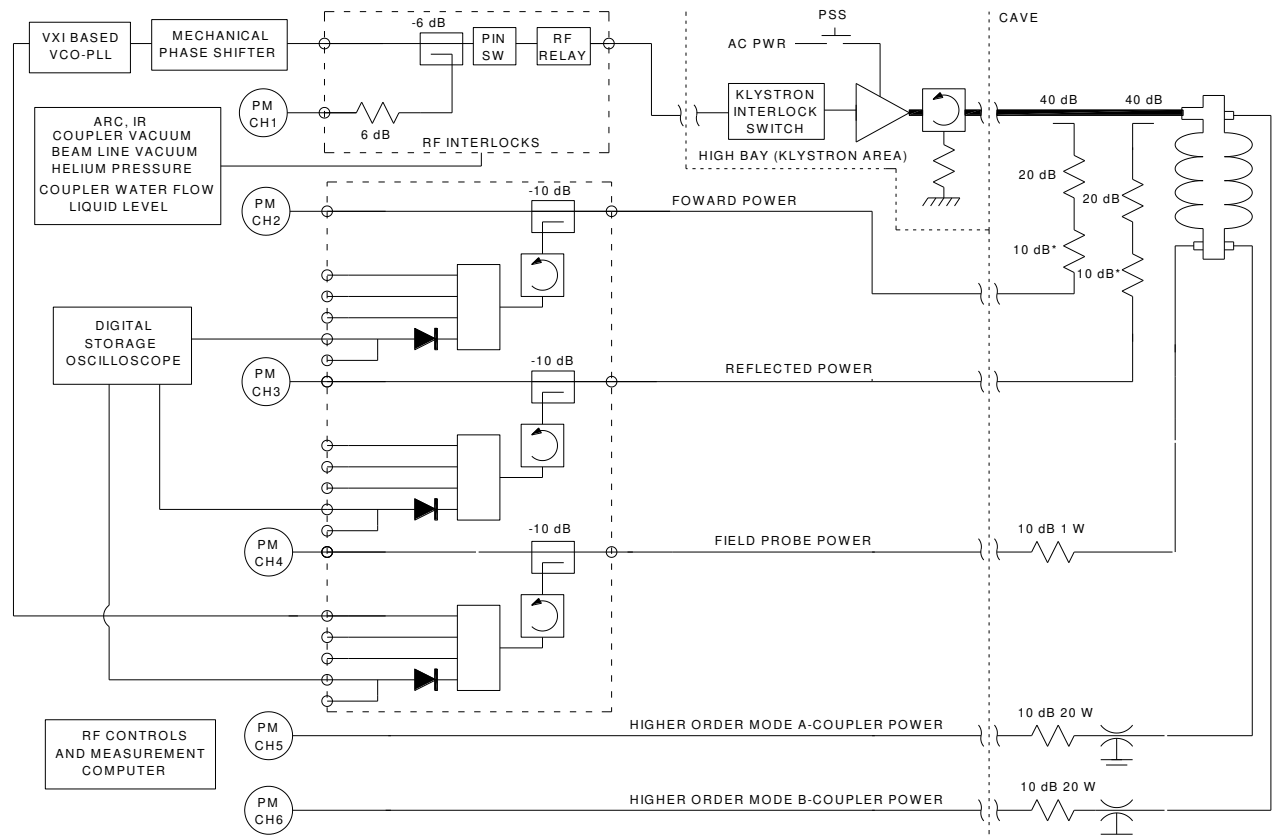 VXI BASED
VCO-PLL
MECHANICAL
PHASE SHIFTER
-6 dB
PIN
SW
RF
RELAY
PM
CH1
6 dB
RF INTERLOCKS
ARC, IR
COUPLER VACUUM
BEAM LINE VACUUM
HELIUM PRESSURE
COUPLER WATER FLOW
LIQUID LEVEL
PSS
AC PWR
KLYSTRON
INTERLOCK
SWITCH
HIGH BAY (KLYSTRON AREA)
CAVE
40 dB
40 dB
20 dB
20 dB
10 dB*
10 dB*
PM
CH2
-10 dB
FOWARD POWER
DIGITAL
STORAGE
OSCILLOSCOPE
PM
CH3
-10 dB
REFLECTED POWER
PM
CH4
-10 dB
FIELD PROBE POWER
10 dB 1 W
RF CONTROLS
AND MEASUREMENT
COMPUTER
PM
CH5
HIGHER ORDER MODE A-COUPLER POWER
10 dB 20 W
PM
CH6
HIGHER ORDER MODE B-COUPLER POWER
10 dB 20 W